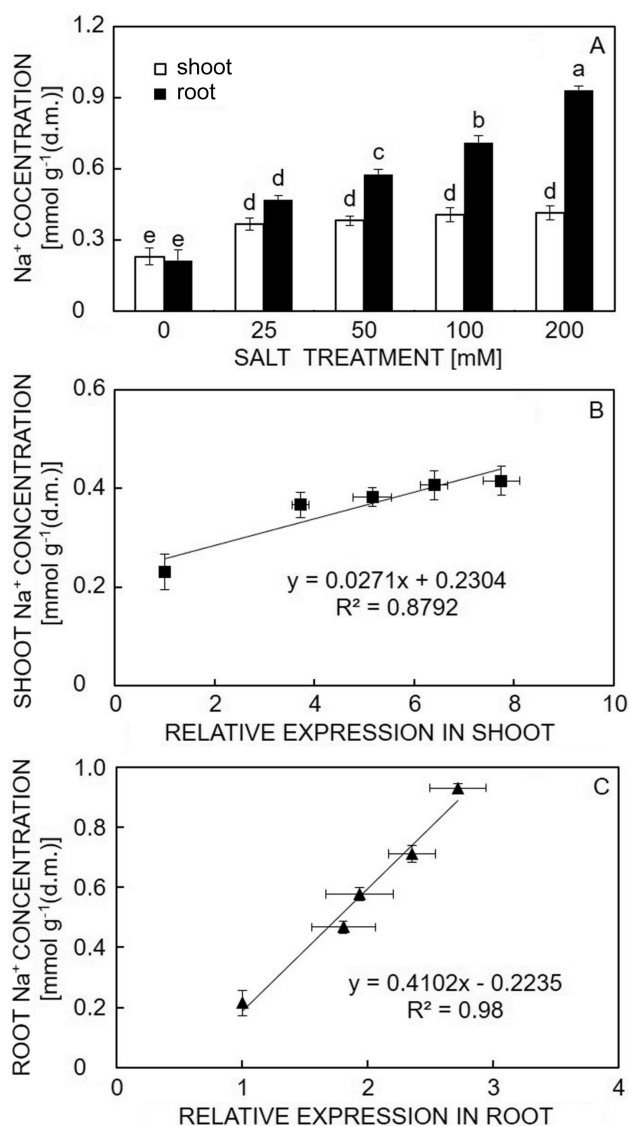 Na⁺ COCENTRATION
[mmol g⁻¹(d.m.)]
1.2
0.9
0.6
0.3
0
A
shoot
root
e e
d d
d c
d b
d a
0 25 50 100 200
SALT TREATMENT [mM]
SHOOT Na⁺ CONCENTRATION
[mmol g⁻¹(d.m.)]
0.6
0.4
0.2
0
B
y = 0.0271x + 0.2304
R² = 0.8792
0 2 4 6 8 10
RELATIVE EXPRESSION IN SHOOT
ROOT Na⁺ CONCENTRATION
[mmol g⁻¹(d.m.)]
1.0
0.8
0.6
0.4
0.2
0
C
y = 0.4102x - 0.2235
R² = 0.98
0 1 2 3 4
RELATIVE EXPRESSION IN ROOT